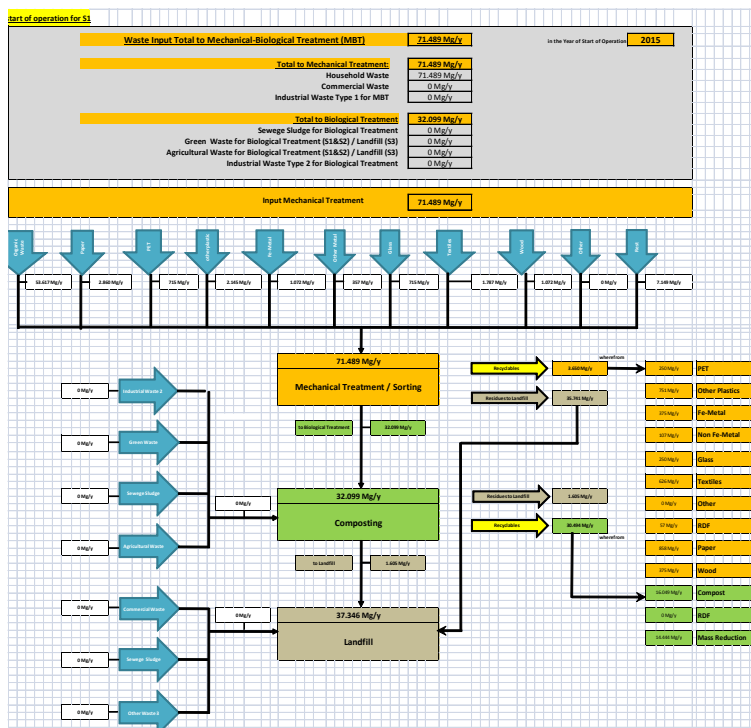 start of operation for S1
Waste Input Total to Mechanical-Biological Treatment (MBT) 71.489 Mg/y in the Year of Start of Operation 2015
Total to Mechanical Treatment: 71.489 Mg/y
Household Waste 71.489 Mg/y
Commercial Waste 0 Mg/y
Industrial Waste Type 1 for MBT 0 Mg/y
Total to Biological Treatment 32.099 Mg/y
Sewege Sludge for Biological Treatment 0 Mg/y
Green Waste for Biological Treatment (S1&S2) / Landfill (S3) 0 Mg/y
Agricultural Waste for Biological Treatment (S1&S2) / Landfill (S3) 0 Mg/y
Industrial Waste Type 2 for Biological Treatment 0 Mg/y
Input Mechanical Treatment 71.489 Mg/y
Organic Waste
Paper
PET
other plastic
Fe-Metal
Other Metal
Glass
Textiles
Wood
Other
53.617 Mg/y 2.860 Mg/y 715 Mg/y 2.145 Mg/y 1.072 Mg/y 357 Mg/y 715 Mg/y 1.787 Mg/y 1.072 Mg/y 0 Mg/y 7.149 Mg/y
71.489 Mg/y
Mechanical Treatment / Sorting
Recyclables 3.650 Mg/y
wherefrom
Residues to Landfill 35.741 Mg/y
to Biological Treatment 32.099 Mg/y
0 Mg/y Industrial Waste 2
0 Mg/y Green Waste
0 Mg/y Sewege Sludge
0 Mg/y Agricultural Waste
0 Mg/y
32.099 Mg/y
Composting
Residues to Landfill 1.605 Mg/y
Recyclables 30.494 Mg/y
wherefrom
to Landfill 1.605 Mg/y
0 Mg/y Commercial Waste
0 Mg/y Sewege Sludge
0 Mg/y Other Waste 3
0 Mg/y
37.346 Mg/y
Landfill
250 Mg/y PET
751 Mg/y Other Plastics
375 Mg/y Fe-Metal
107 Mg/y Non Fe-Metal
250 Mg/y Glass
626 Mg/y Textiles
0 Mg/y Other
57 Mg/y RDF
858 Mg/y Paper
375 Mg/y Wood
16.049 Mg/y Compost
0 Mg/y RDF
14.444 Mg/y Mass Reduction